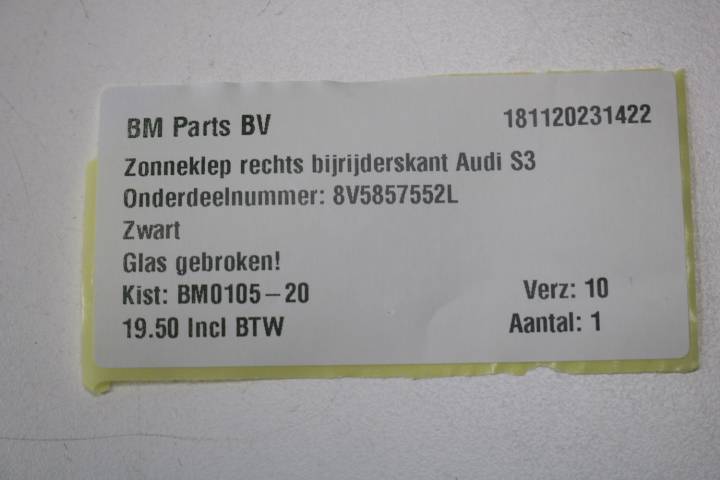 BM Parts BV 181120231422
Zonneklep rechts bijrijderskant Audi S3
Onderdeelnummer: 8V5857552L
Zwart
Glas gebroken!
Kist: BM0105-20 Verz: 10
19.50 Incl BTW Aantal: 1